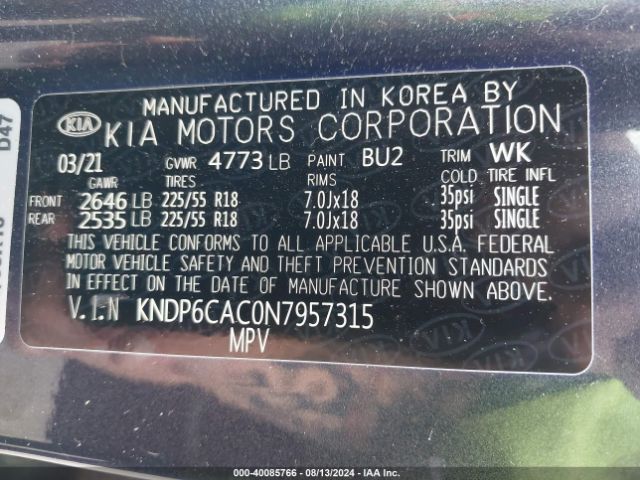 MANUFACTURED IN KOREA BY
KIA KIA MOTORS CORPORATION
03/21 GVWR 4773 LB PAINT BU2 TRIM WK
GAWR TIRES RIMS COLD TIRE INFL
FRONT 2646 LB 225/55 R18 7.0Jx18 35psi SINGLE
REAR 2535 LB 225/55 R18 7.0Jx18 35psi SINGLE
THIS VEHICLE CONFORMS TO ALL APPLICABLE U.S.A. FEDERAL
MOTOR VEHICLE SAFETY AND THEFT PREVENTION STANDARDS
IN EFFECT ON THE DATE OF MANUFACTURE SHOWN ABOVE.
V.I.N KNDP6CAC0N7957315
MPV
D47
000-40085766 - 08/13/2024 - IAA Inc.